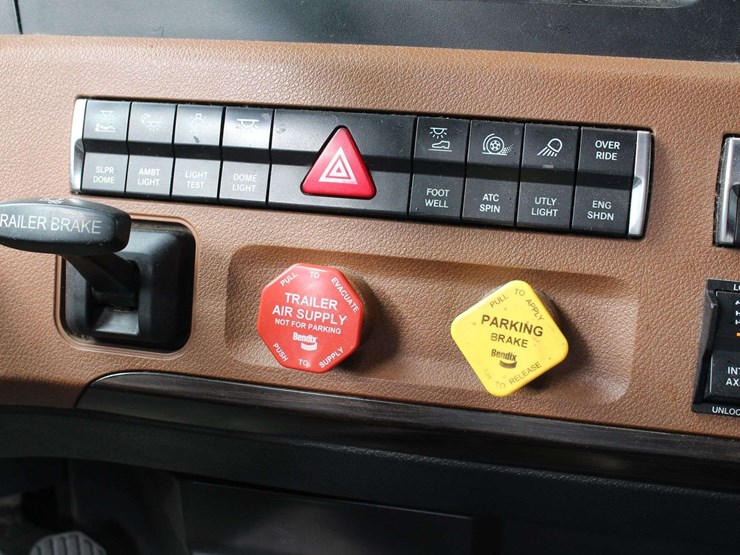 SLPR
DOME
AMBT
LIGHT
LIGHT
TEST
DOME
LIGHT
FOOT
WELL
ATC
SPIN
UTLY
LIGHT
OVER
RIDE
ENG
SHDN
RAILER BRAKE
PULL TO EVACUATE
TRAILER
AIR SUPPLY
NOT FOR PARKING
Bendix
PUSH TO SUPPLY
PULL TO APPLY
PARKING
BRAKE
Bendix
TO RELEASE
UNLOC